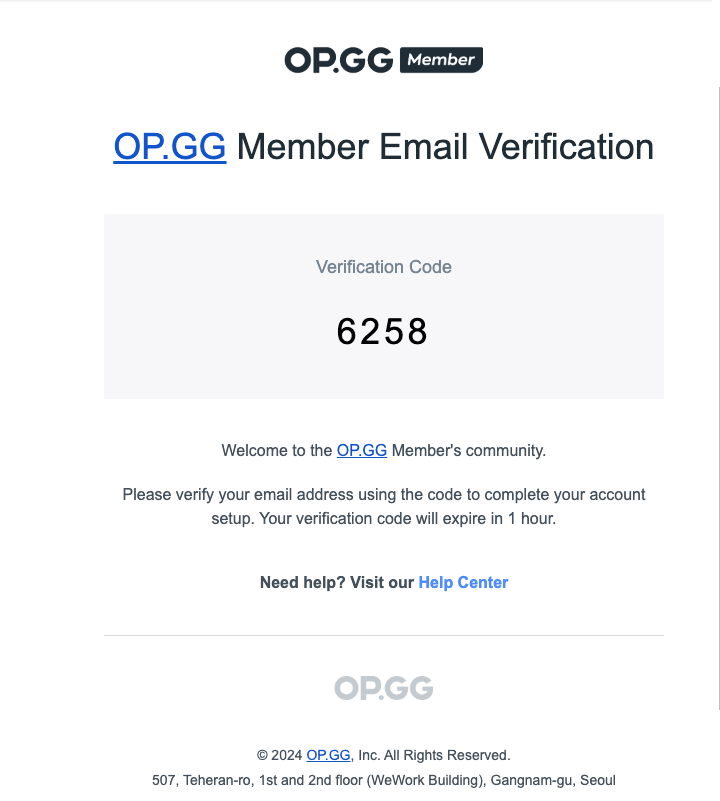 OP.GG Member
OP.GG Member Email Verification
Verification Code
6258
Welcome to the OP.GG Member's community.
Please verify your email address using the code to complete your account
setup. Your verification code will expire in 1 hour.
Need help? Visit our Help Center
OP.GG
© 2024 OP.GG, Inc. All Rights Reserved.
507, Teheran-ro, 1st and 2nd floor (WeWork Building), Gangnam-gu, Seoul